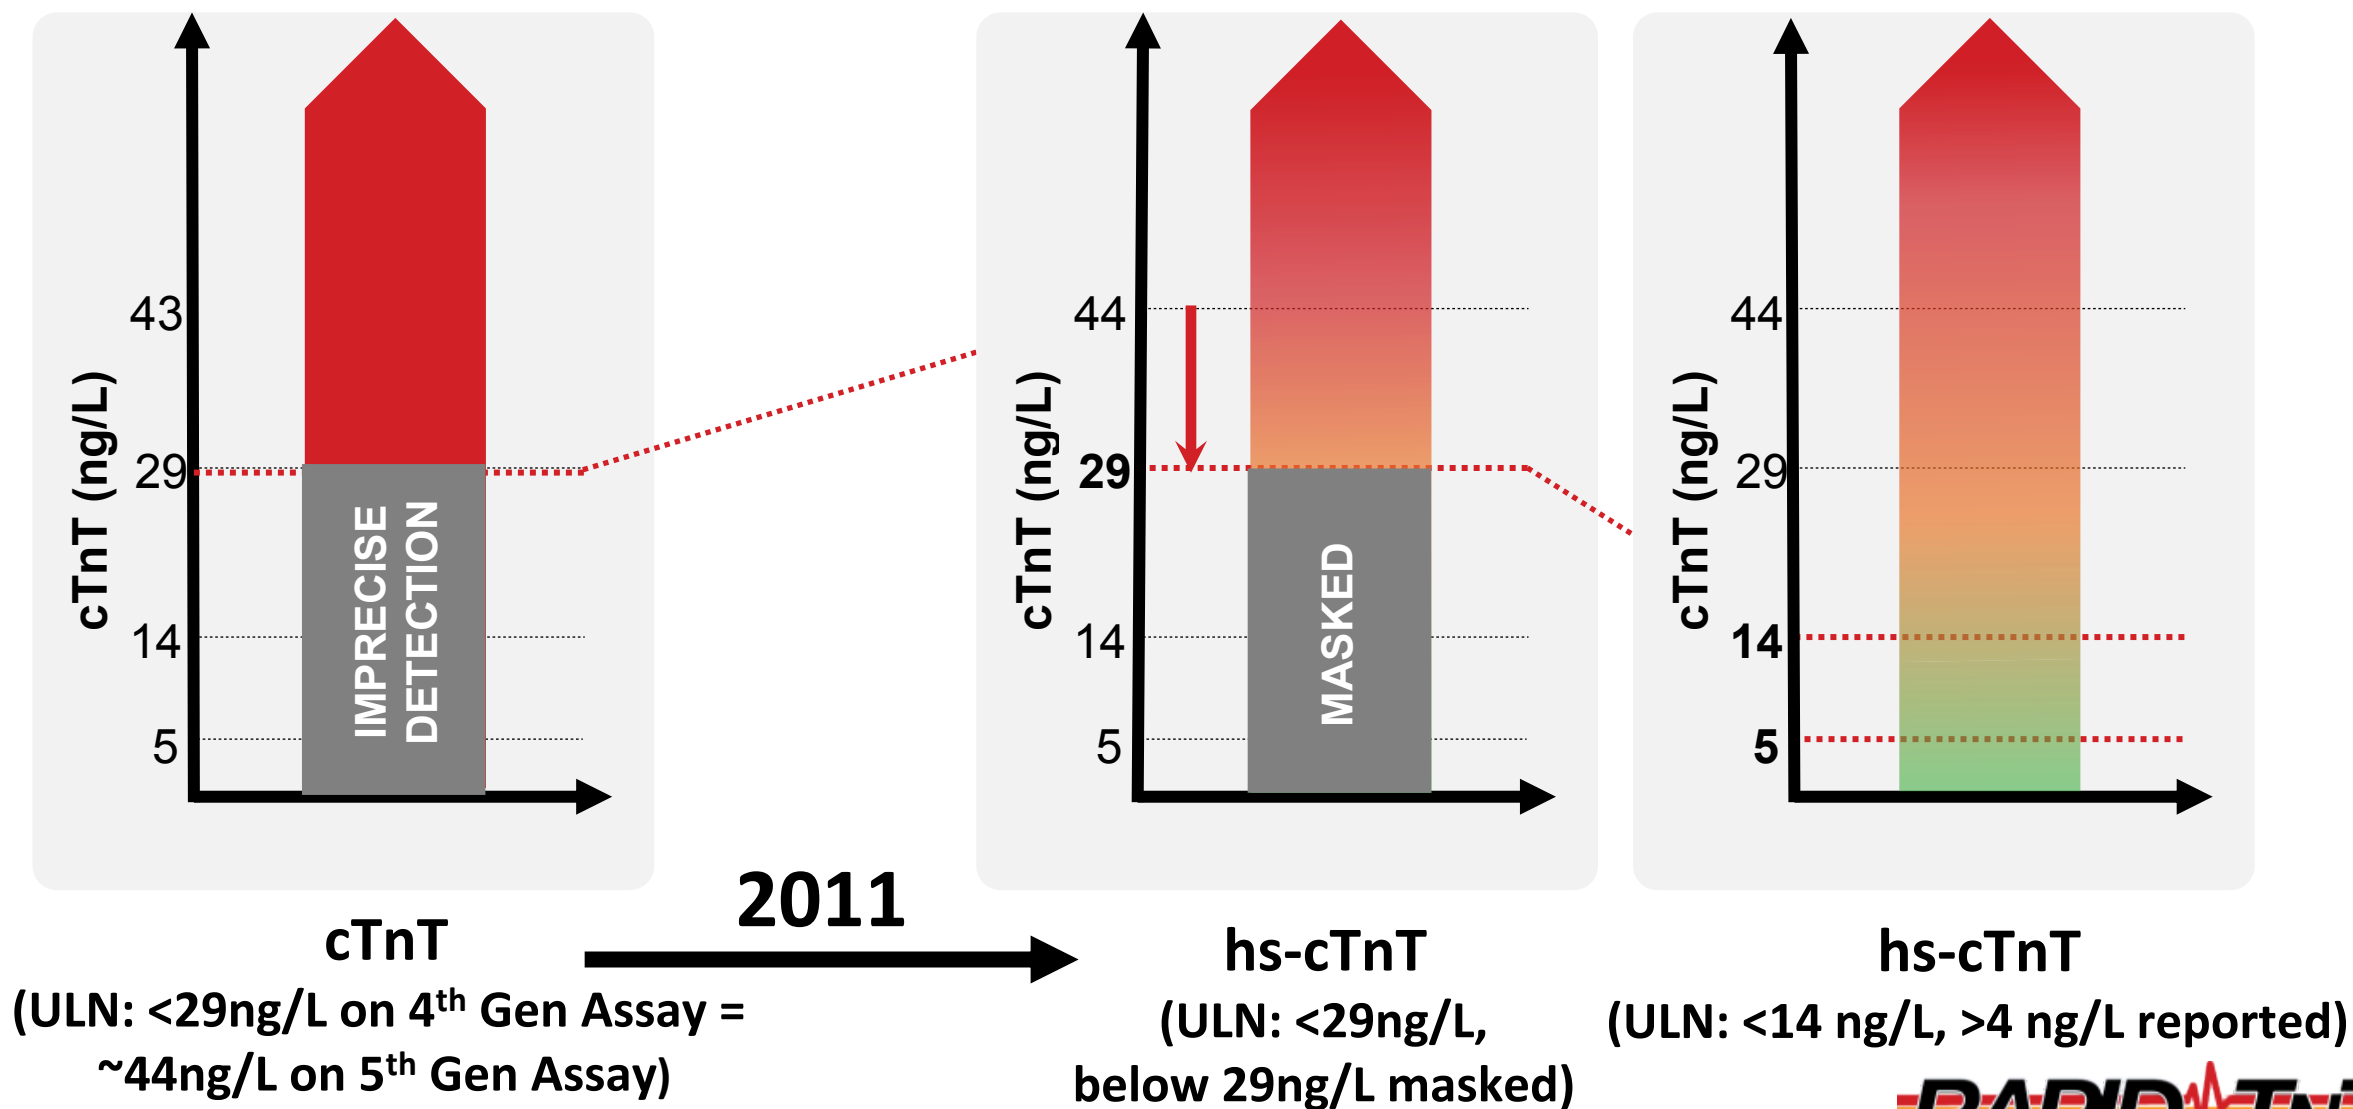 cTnT (ng/L)
43
29
14
5
IMPRECISE
DETECTION
cTnT (ng/L)
44
29
14
5
MASKED
cTnT (ng/L)
44
29
14
5
2011
cTnT
(ULN: <29ng/L on 4th Gen Assay =
~44ng/L on 5th Gen Assay)
hs-cTnT
(ULN: <29ng/L,
below 29ng/L masked)
hs-cTnT
(ULN: <14 ng/L, >4 ng/L reported)
RAPID TnT